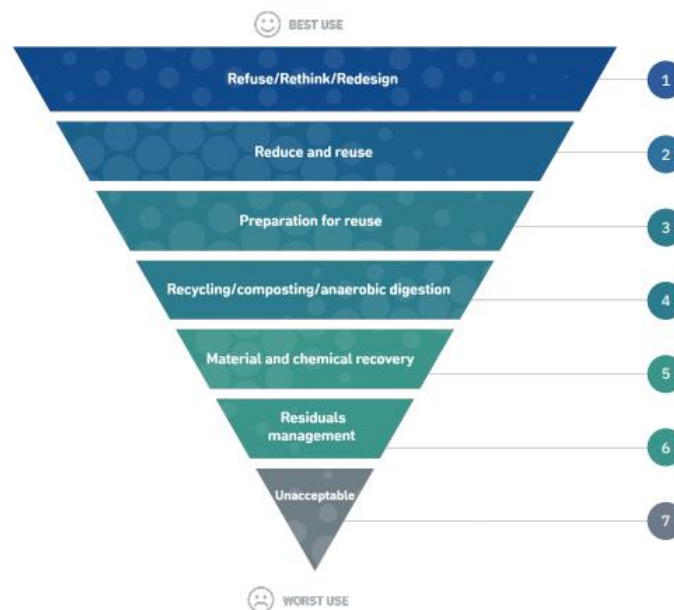 BEST USE
Refuse/Rethink/Redesign
1
Reduce and reuse
2
Preparation for reuse
3
Recycling/composting/anaerobic digestion
4
Material and chemical recovery
5
Residuals
management
6
Unacceptable
7
WORST USE